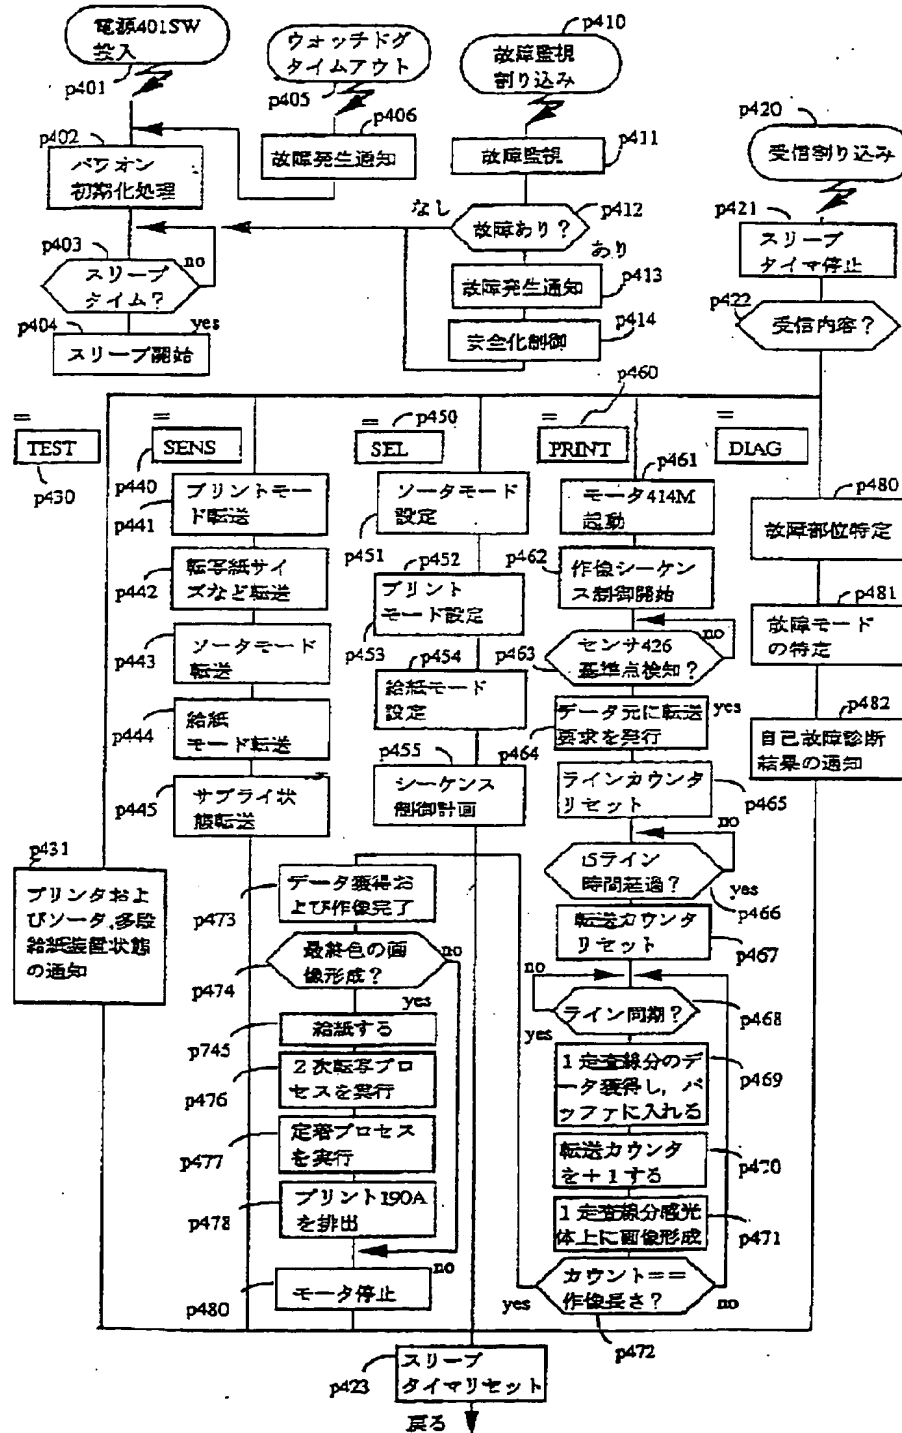 電源401SW
投入
p401
ウォッチドグ
タイムアウト
p405
p410
故障監視
割り込み
p420
受信割り込み
p402
パワオン
初期化処理
p406
故障発生通知
故障監視
p411
なし
故障あり？
p412
あり
p421
スリープ
タイマ停止
p403
スリープ
タイム？
no
yes
p404
スリープ開始
故障発生通知
p413
安全化制御
p414
p422
受信内容？
=
TEST
p430
=
SENS
p440
=
SEL
p450
=
PRINT
p460
=
DIAG
プリントモー
ド転送
p441
転写紙サイ
ズなど転送
p442
ソータモード
転送
p443
給紙
モード転送
p444
サプライ状
態転送
p445
ソータモード
設定
p451
p452
プリント
モード設定
p453
p454
給紙モード
設定
p455
シーケンス
制御計画
p461
モータ414M
起動
p462
作像シーケン
ス制御開始
no
p463
センサ426
基準点検知？
yes
データ元に転送
要求を発行
p464
ラインカウンタ
リセット
p465
no
15ライン
時間経過？
yes
p466
転送カウンタ
リセット
p467
no
ライン同期？
p468
yes
1走査線分のデ
ータ獲得し，バ
ッファに入れる
p469
転送カウンタ
を＋1する
p470
1走査線分感光
体上に画像形成
p471
カウント＝＝
作像長さ？
yes
no
p472
p480
故障部位特定
p481
故障モード
の特定
p482
自己故障診断
結果の通知
p431
プリンタおよ
びソータ，多段
給紙装置状態
の通知
データ獲得お
よび作像完了
p473
最終色の画
像形成？
no
p474
yes
給紙する
p745
2次転写プロ
セスを実行
p476
定着プロセス
を実行
p477
プリント190A
を排出
p478
no
モータ停止
p480
スリープ
タイマリセット
p423
戻る